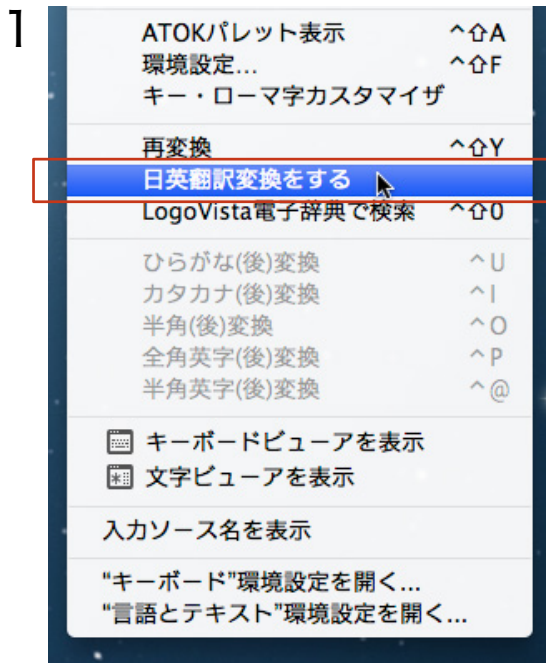 1
ATOKパレット表示 ^⇧A
環境設定... ^⇧F
キー・ローマ字カスタマイザ
再変換 ^⇧Y
日英翻訳変換をする
LogoVista電子辞典で検索 ^⇧0
ひらがな(後)変換 ^U
カタカナ(後)変換 ^I
半角(後)変換 ^O
全角英字(後)変換 ^P
半角英字(後)変換 ^@
キーボードビューアを表示
文字ビューアを表示
入力ソース名を表示
“キーボード”環境設定を開く...
“言語とテキスト”環境設定を開く...